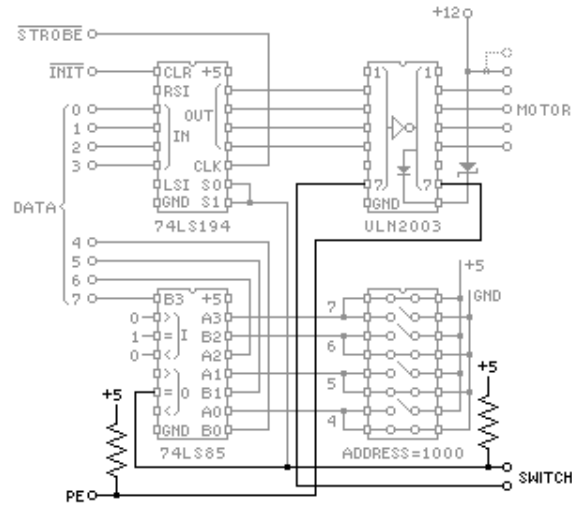 +12
STROBE
INIT CLR +5 1 1
RSI
0 OUT MOTOR
1 IN
2
3 CLK
LSI S0 7 7
GND S1 GND
DATA
74LS194 ULN2003
4
5
6 +5
7 B3 +5 GND
0 > A3 7
1 = I B2
0 < A2 6
> A1
+5 = O B1 5 +5
< A0
GND B0 4
74LS85 ADDRESS=1000
SWITCH
PE